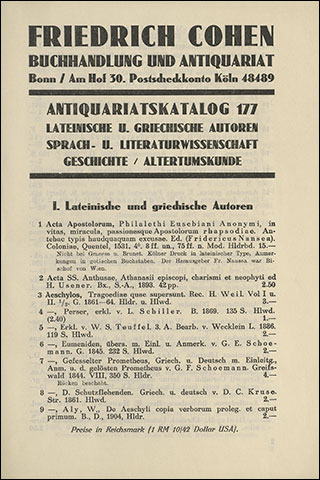 FRIEDRICH COHEN
BUCHHANDLUNG UND ANTIQUARIAT
Bonn / Am Hof 30. Postscheckkonto Köln 48489
ANTIQUARIATSKATALOG 177
LATEINISCHE U. GRIECHISCHE AUTOREN
SPRACH- U. LITERATURWISSENSCHAFT
GESCHICHTE / ALTERTUMSKUNDE
I. Lateinische und griechische Autoren
1 Acta Apostolorum, Philalethi Eusebiani Anonymi, in
vitas, miracula, passionesque Apostolorum rhapsodiae. An-
tehac typis haudquaquam excusae. Ed. (Fridericus Nausea).
Coloniae, Quentel, 1531, 4º. 8 ff. un., 75 ff. n. Mod. Hldrbd. 15.—
Nicht bei Graesse u. Brunet. Kölner Druck in lateinischer Type, Anmer-
kungen in gotischen Buchstaben. Der Herausgeber Fr. Nausea war Bi-
schof von Wien.
2 Acta SS. Anthusae, Athanasii episcopi, charismi et neophyti ed
H. Usener. Bx., S.-A., 1893. 42 pp. 2.50
3 Aeschylos, Tragoediae quae supersunt. Rec. H. Weil. Vol I u.
II. ⁵/₈ G. 1861—64. Hldr. u. Hlwd. 3.—
4 —, Perser, erkl. v. L. Schiller. B. 1869. 135 S. Hlwd.
(2.40) 1.—
5 —, Erkl. v. W. S. Teuffel. 3. A. Bearb. v. Wecklein L. 1886.
119 S. Hlwd. 2.—
6 —, Eumeniden, übers. m. Einl. u. Anmerk. v. G. E. Schoe-
mann. G. 1845. 232 S. Hlwd. 2.—
7 —, Gefesselter Prometheus, Griech. u. Deutsch m. Einleitg.,
Anm. u. d. gelösten Prometheus v. G. F. Schoemann. Greifs-
wald 1844. VIII, 350 S. Hldr. 4.—
Rücken beschäd.
8 —, D. Schutzflehenden. Griech. u. deutsch v. D. C. Kruse.
Str. 1861. Hlwd. 2.—
9 —, Aly, W., De Aeschyli copia verborum proleg. et caput
primum. B., D., 1904, Hldr. 2.—
Preise in Reichsmark (1 RM 10/42 Dollar USA).